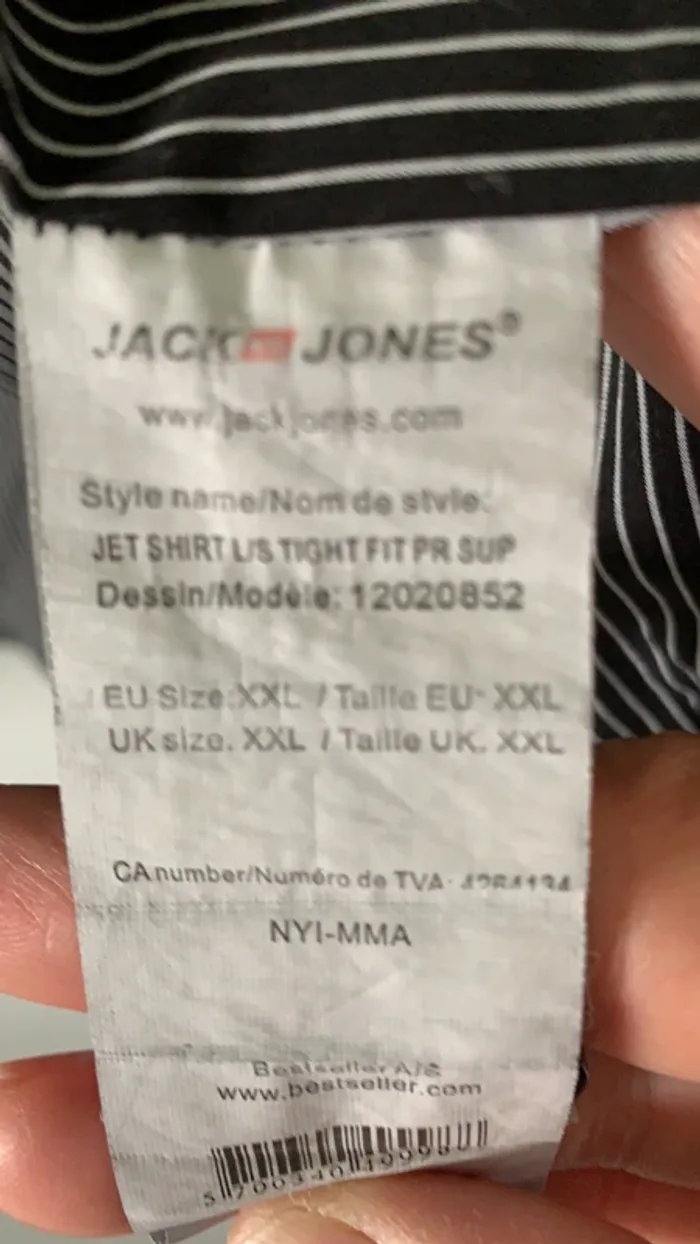 JACK JONES®
www.jackjones.com
Style name/Nom de style:
JET SHIRT L/S TIGHT FIT PR SUP
Dessin/Modèle: 12020852
EU Size:XXL / Taille EU: XXL
UK size. XXL / Taille UK. XXL
CA number/Numéro de TVA:
NYI-MMA
Bestseller A/S
www.bestseller.com